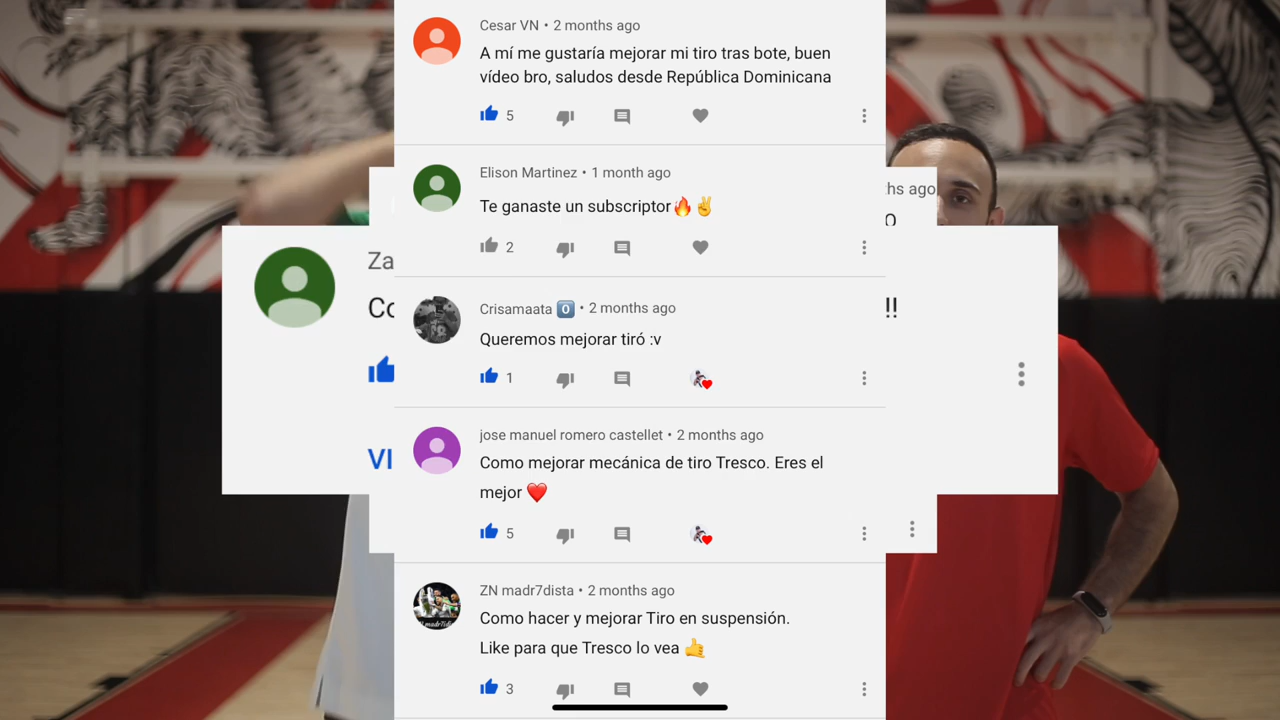 Cesar VN • 2 months ago
A mí me gustaría mejorar mi tiro tras bote, buen
vídeo bro, saludos desde República Dominicana
5
Elison Martinez • 1 month ago
Te ganaste un subscriptor🔥✌️
2
Crisamaata 0️⃣ • 2 months ago
Queremos mejorar tiró :v
1
jose manuel romero castellet • 2 months ago
Como mejorar mecánica de tiro Tresco. Eres el
mejor ❤️
5
ZN madr7dista • 2 months ago
Como hacer y mejorar Tiro en suspensión.
Like para que Tresco lo vea 🤙
3
ago
!!